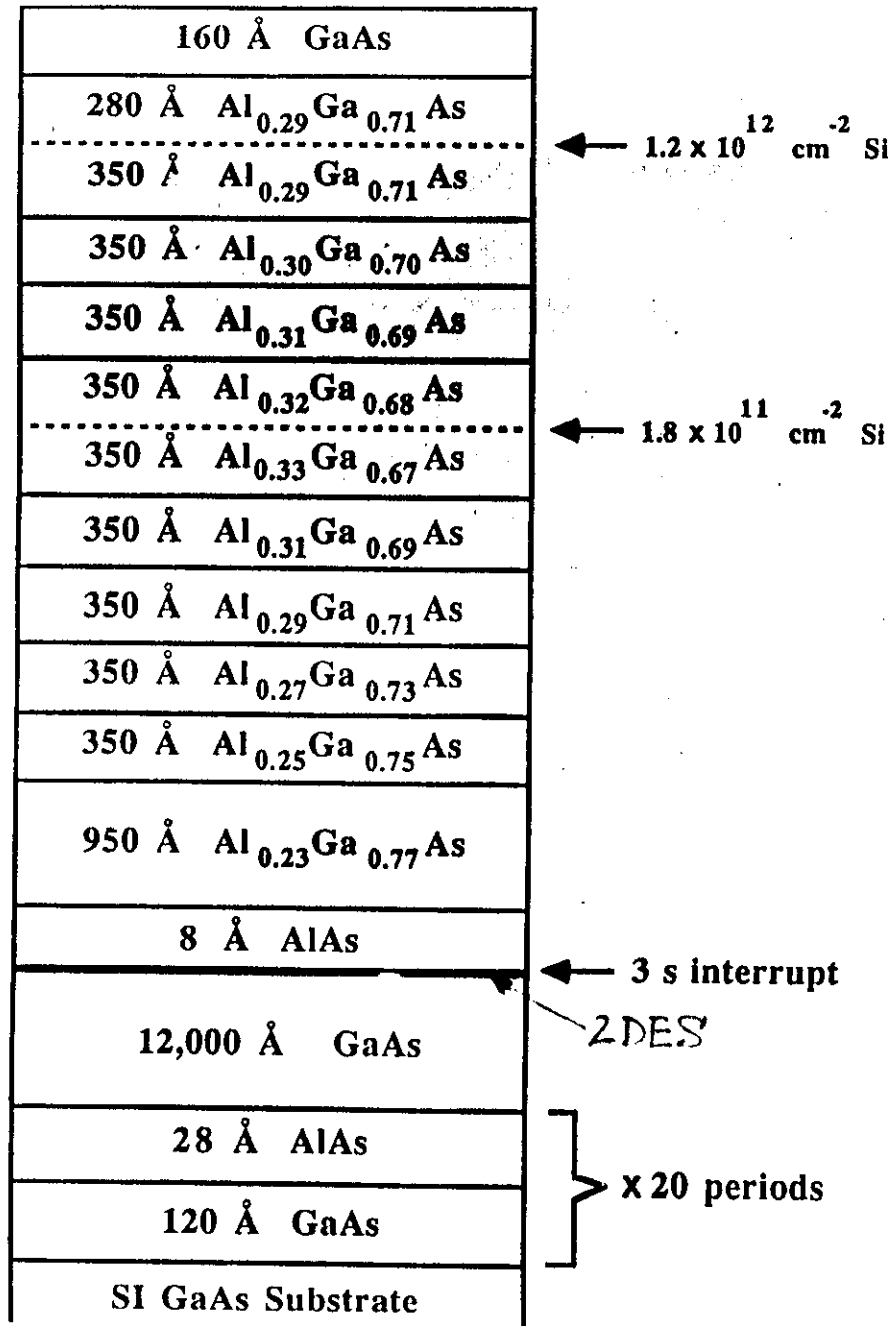 160 Å GaAs
280 Å Al0.29Ga0.71As
1.2 x 10^12 cm^-2 Si
350 Å Al0.29Ga0.71As
350 Å Al0.30Ga0.70As
350 Å Al0.31Ga0.69As
350 Å Al0.32Ga0.68As
1.8 x 10^11 cm^-2 Si
350 Å Al0.33Ga0.67As
350 Å Al0.31Ga0.69As
350 Å Al0.29Ga0.71As
350 Å Al0.27Ga0.73As
350 Å Al0.25Ga0.75As
950 Å Al0.23Ga0.77As
8 Å AlAs
3 s interrupt
2DES
12,000 Å GaAs
28 Å AlAs
x 20 periods
120 Å GaAs
SI GaAs Substrate